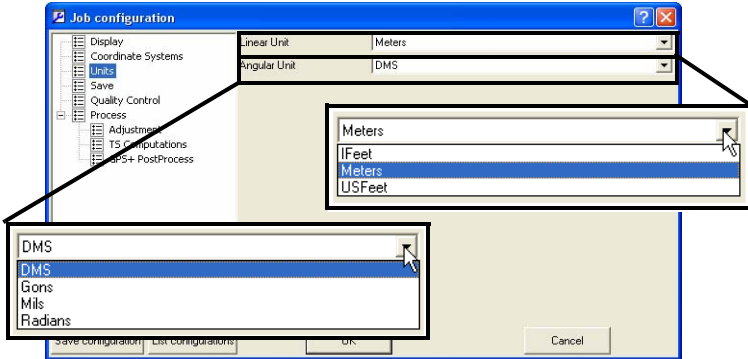 Job configuration
Display
Coordinate Systems
Units
Save
Quality Control
Process
Adjustment
TS Computations
GPS+ PostProcess
Linear Unit Meters
Angular Unit DMS
Meters
IFeet
Meters
USFeet
DMS
DMS
Gons
Mils
Radians
Save configuration List configurations OK Cancel